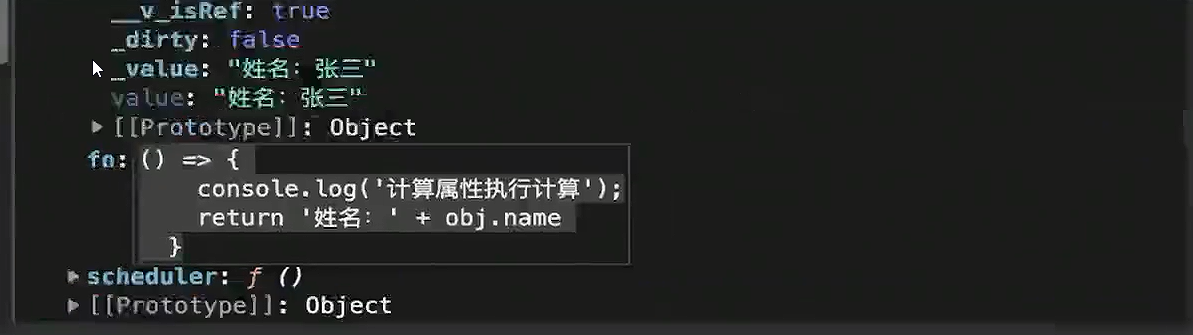 __v_isRef: true
_dirty: false
_value: "姓名：张三"
value: "姓名：张三"
[[Prototype]]: Object
fn: () => {
console.log('计算属性执行计算');
return '姓名：' + obj.name
}
scheduler: ƒ ()
[[Prototype]]: Object